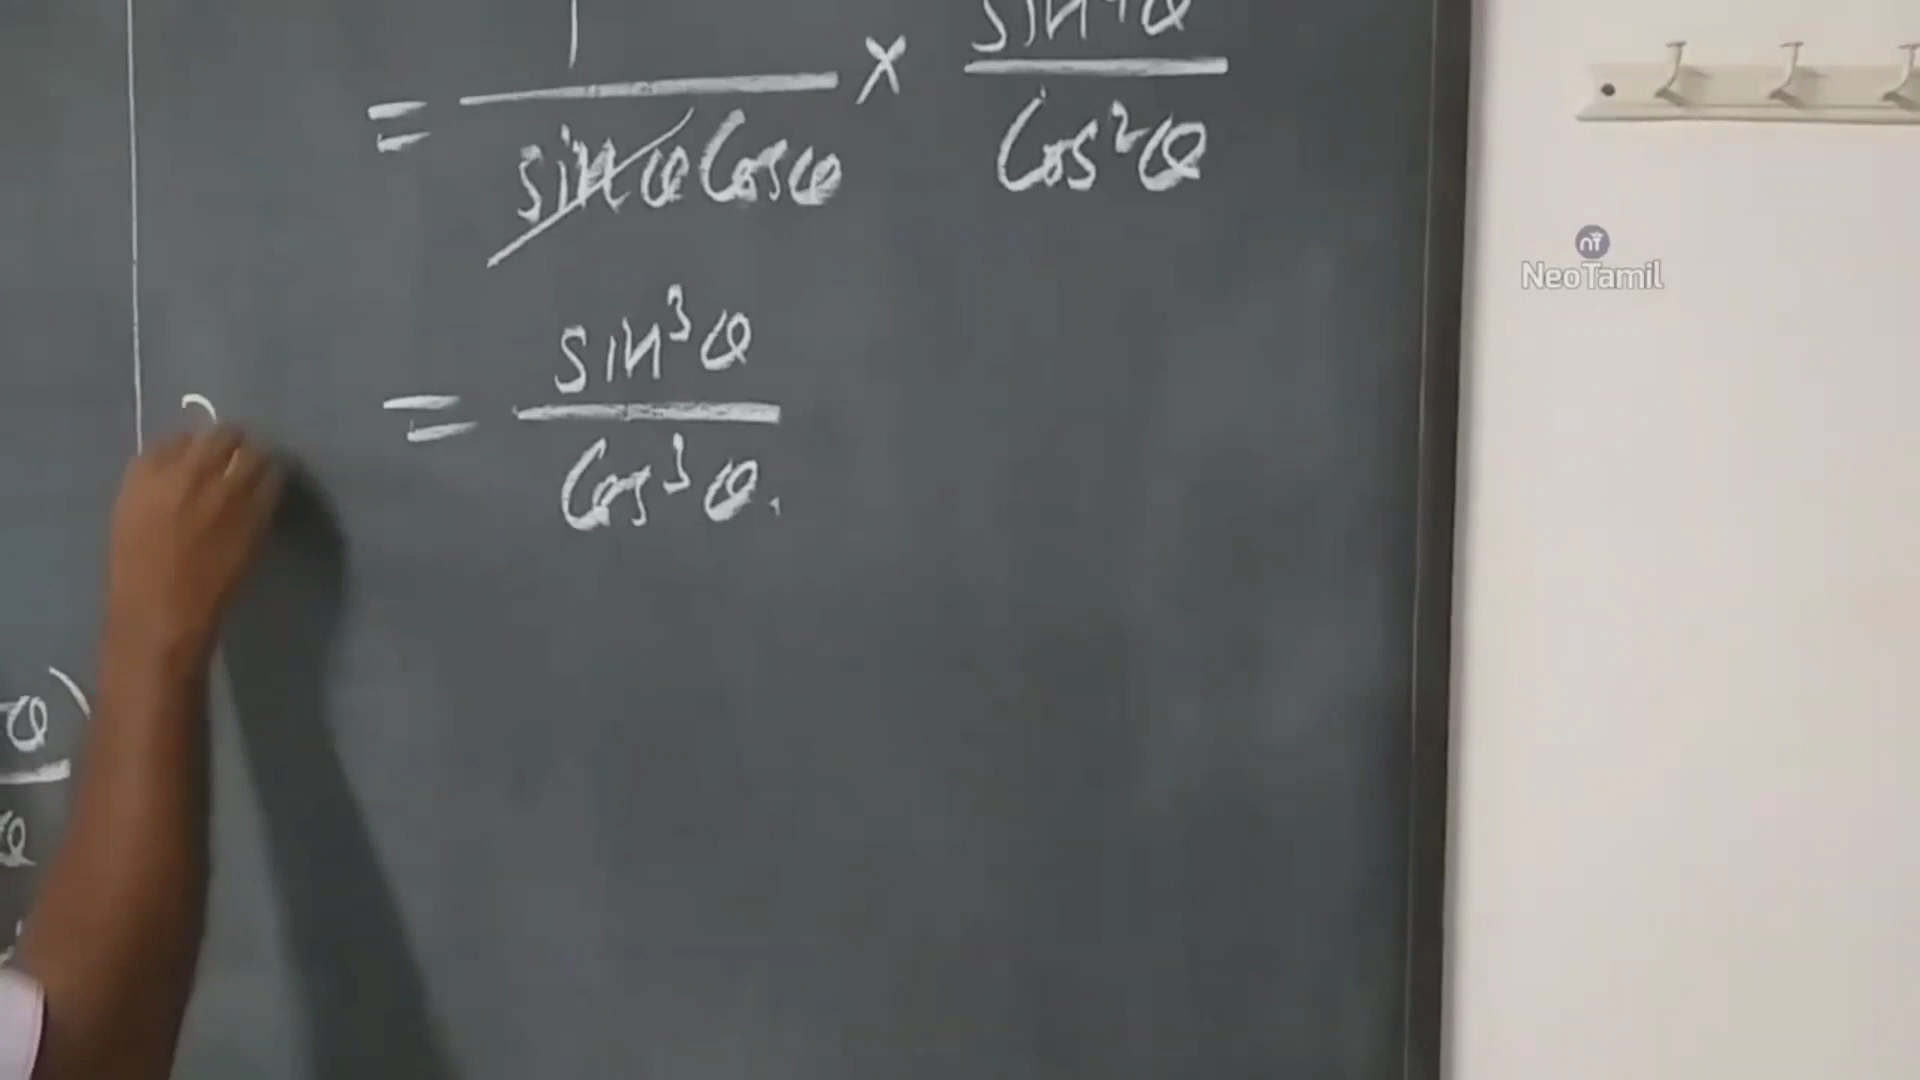 = 1 / sinθ cosθ × sin⁴θ / cos²θ
= sin³θ / cos³θ.
θ)
NeoTamil